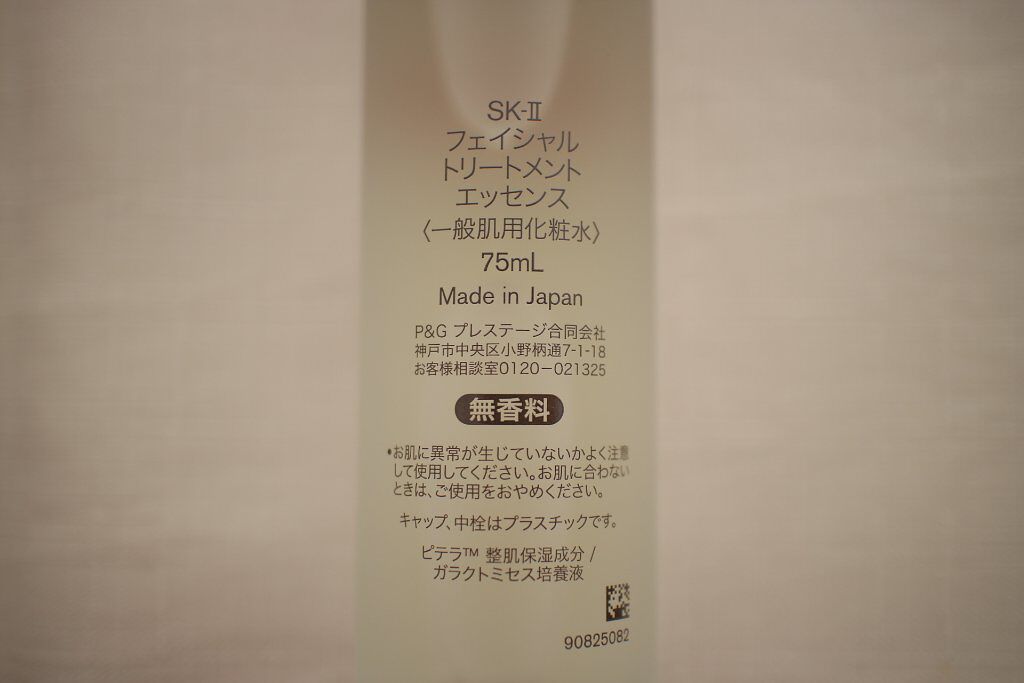 SK-Ⅱ
フェイシャル
トリートメント
エッセンス
〈一般肌用化粧水〉
75mL
Made in Japan
P&G プレステージ合同会社
神戸市中央区小野柄通7-1-18
お客様相談室0120－021325
無香料
•お肌に異常が生じていないかよく注意
して使用してください。お肌に合わない
ときは、ご使用をおやめください。
キャップ、中栓はプラスチックです。
ピテラ™ 整肌保湿成分 /
ガラクトミセス培養液
90825082